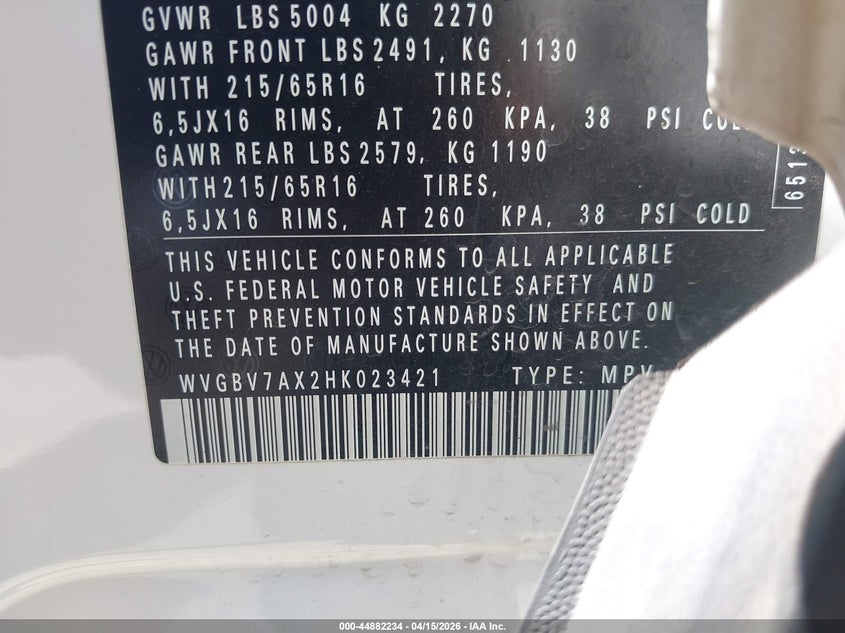 GVWR LBS 5004 KG 2270
GAWR FRONT LBS 2491, KG 1130
WITH 215/65R16 TIRES,
6,5JX16 RIMS, AT 260 KPA, 38 PSI COLD
GAWR REAR LBS 2579, KG 1190
WITH 215/65R16 TIRES,
6,5JX16 RIMS, AT 260 KPA, 38 PSI COLD
THIS VEHICLE CONFORMS TO ALL APPLICABLE
U.S. FEDERAL MOTOR VEHICLE SAFETY AND
THEFT PREVENTION STANDARDS IN EFFECT ON
THE DATE OF MANUFACTURE SHOWN ABOVE.
WVGBV7AX2HK023421 TYPE: MPV
000-44882234 - 04/15/2026 - IAA Inc.